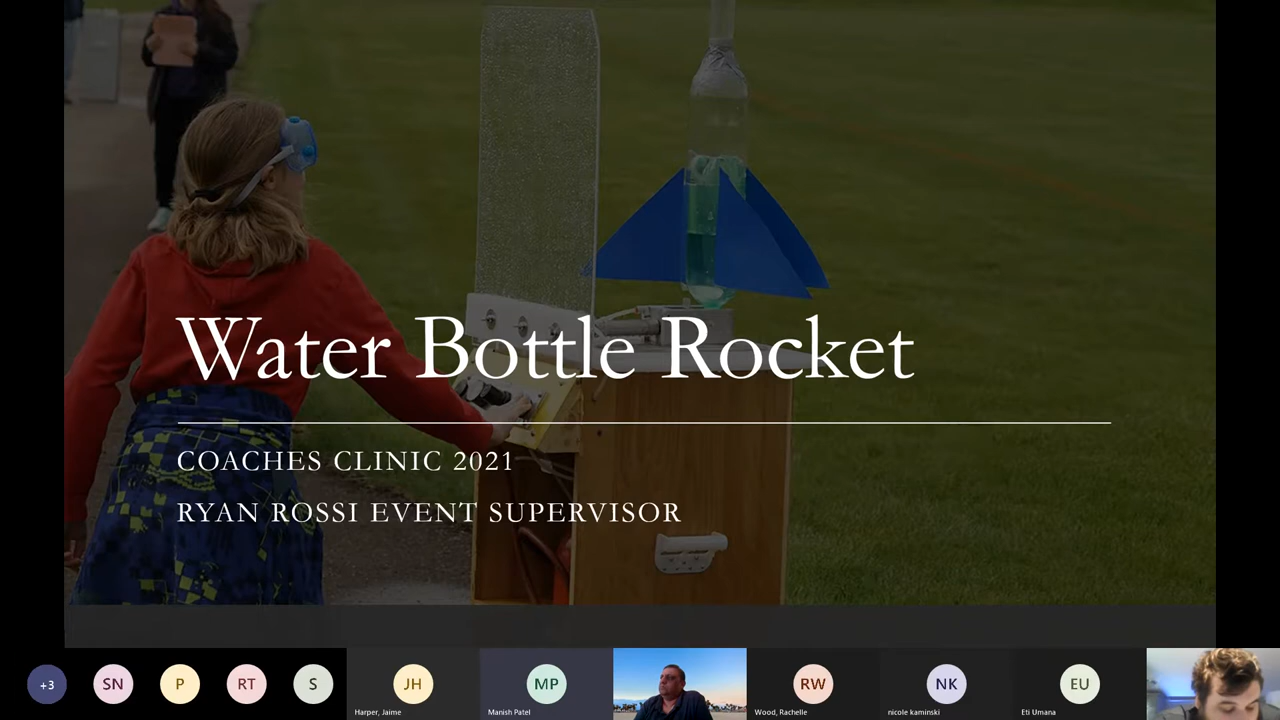 Water Bottle Rocket
COACHES CLINIC 2021
RYAN ROSSI EVENT SUPERVISOR
+3
SN
P
RT
S
JH
MP
RW
NK
EU
Harper, Jaime
Manish Patel
Wood, Rachelle
nicole kaminski
Eti Umana